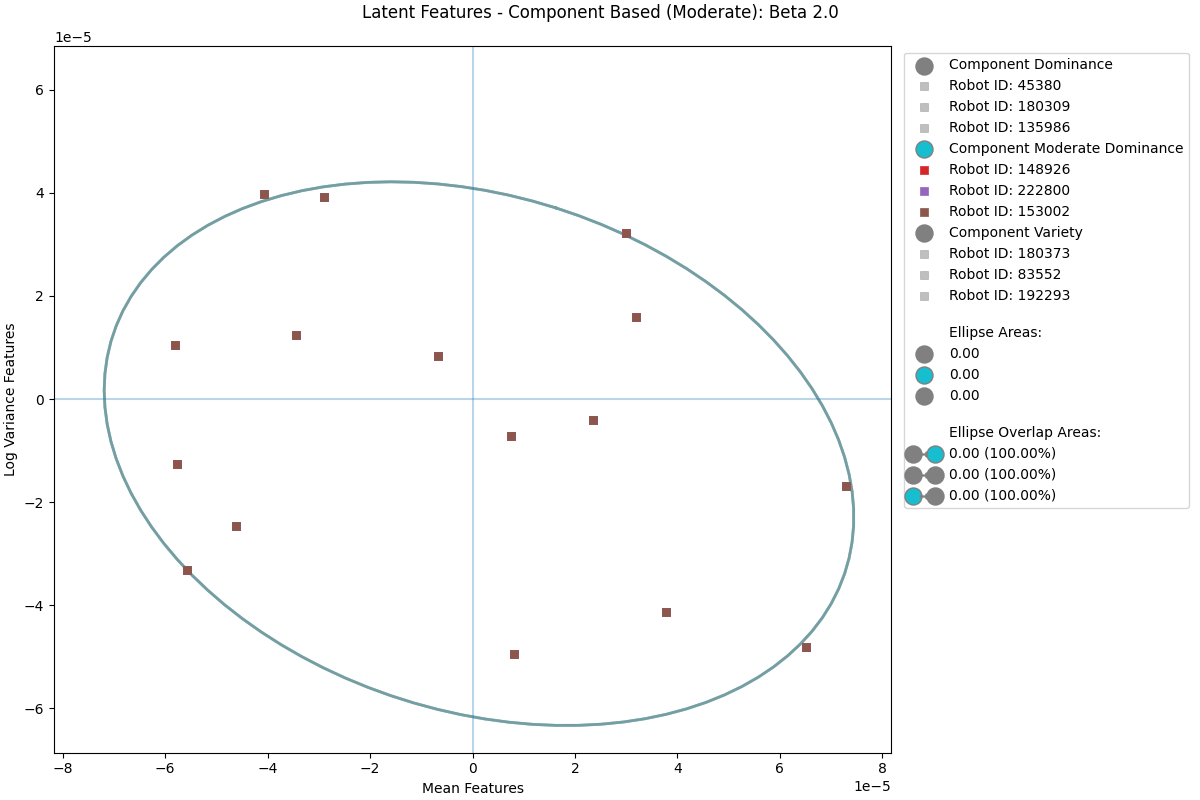 Latent Features - Component Based (Moderate): Beta 2.0
1e−5
6
4
2
0
−2
−4
−6
Log Variance Features
−8
−6
−4
−2
0
2
4
6
8
1e−5
Mean Features
Component Dominance
Robot ID: 45380
Robot ID: 180309
Robot ID: 135986
Component Moderate Dominance
Robot ID: 148926
Robot ID: 222800
Robot ID: 153002
Component Variety
Robot ID: 180373
Robot ID: 83552
Robot ID: 192293
Ellipse Areas:
0.00
0.00
0.00
Ellipse Overlap Areas:
0.00 (100.00%)
0.00 (100.00%)
0.00 (100.00%)